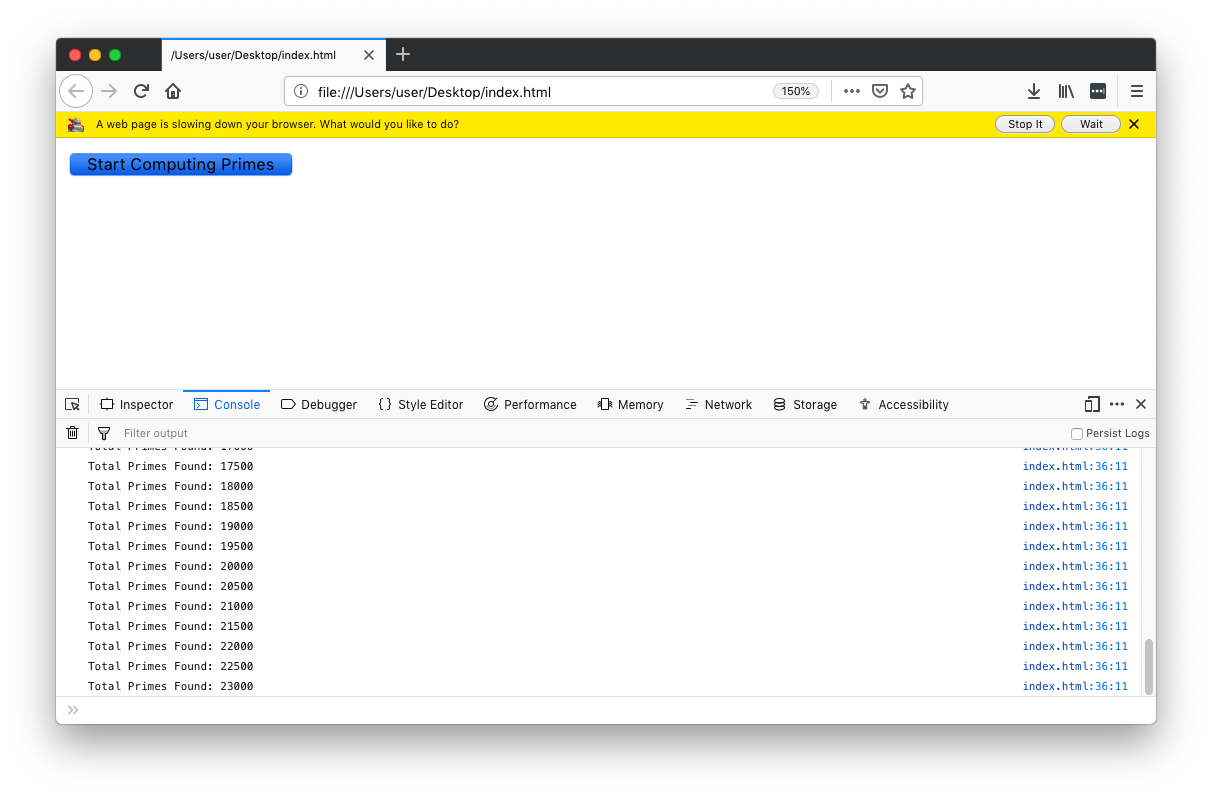 /Users/user/Desktop/index.html
file:///Users/user/Desktop/index.html 150%
A web page is slowing down your browser. What would you like to do? Stop It Wait
Start Computing Primes
Inspector Console Debugger Style Editor Performance Memory Network Storage Accessibility
Filter output Persist Logs
Total Primes Found: 17500 index.html:36:11
Total Primes Found: 18000 index.html:36:11
Total Primes Found: 18500 index.html:36:11
Total Primes Found: 19000 index.html:36:11
Total Primes Found: 19500 index.html:36:11
Total Primes Found: 20000 index.html:36:11
Total Primes Found: 20500 index.html:36:11
Total Primes Found: 21000 index.html:36:11
Total Primes Found: 21500 index.html:36:11
Total Primes Found: 22000 index.html:36:11
Total Primes Found: 22500 index.html:36:11
Total Primes Found: 23000 index.html:36:11